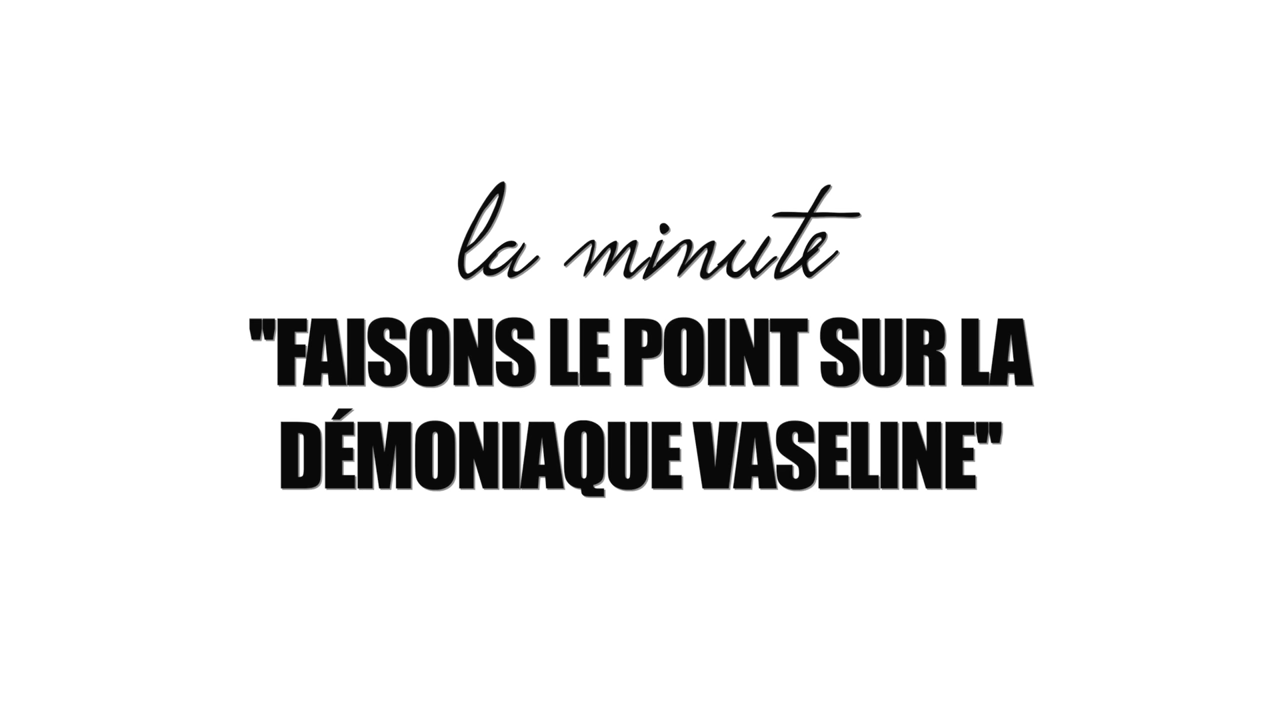 la minute
"FAISONS LE POINT SUR LA
DÉMONIAQUE VASELINE"